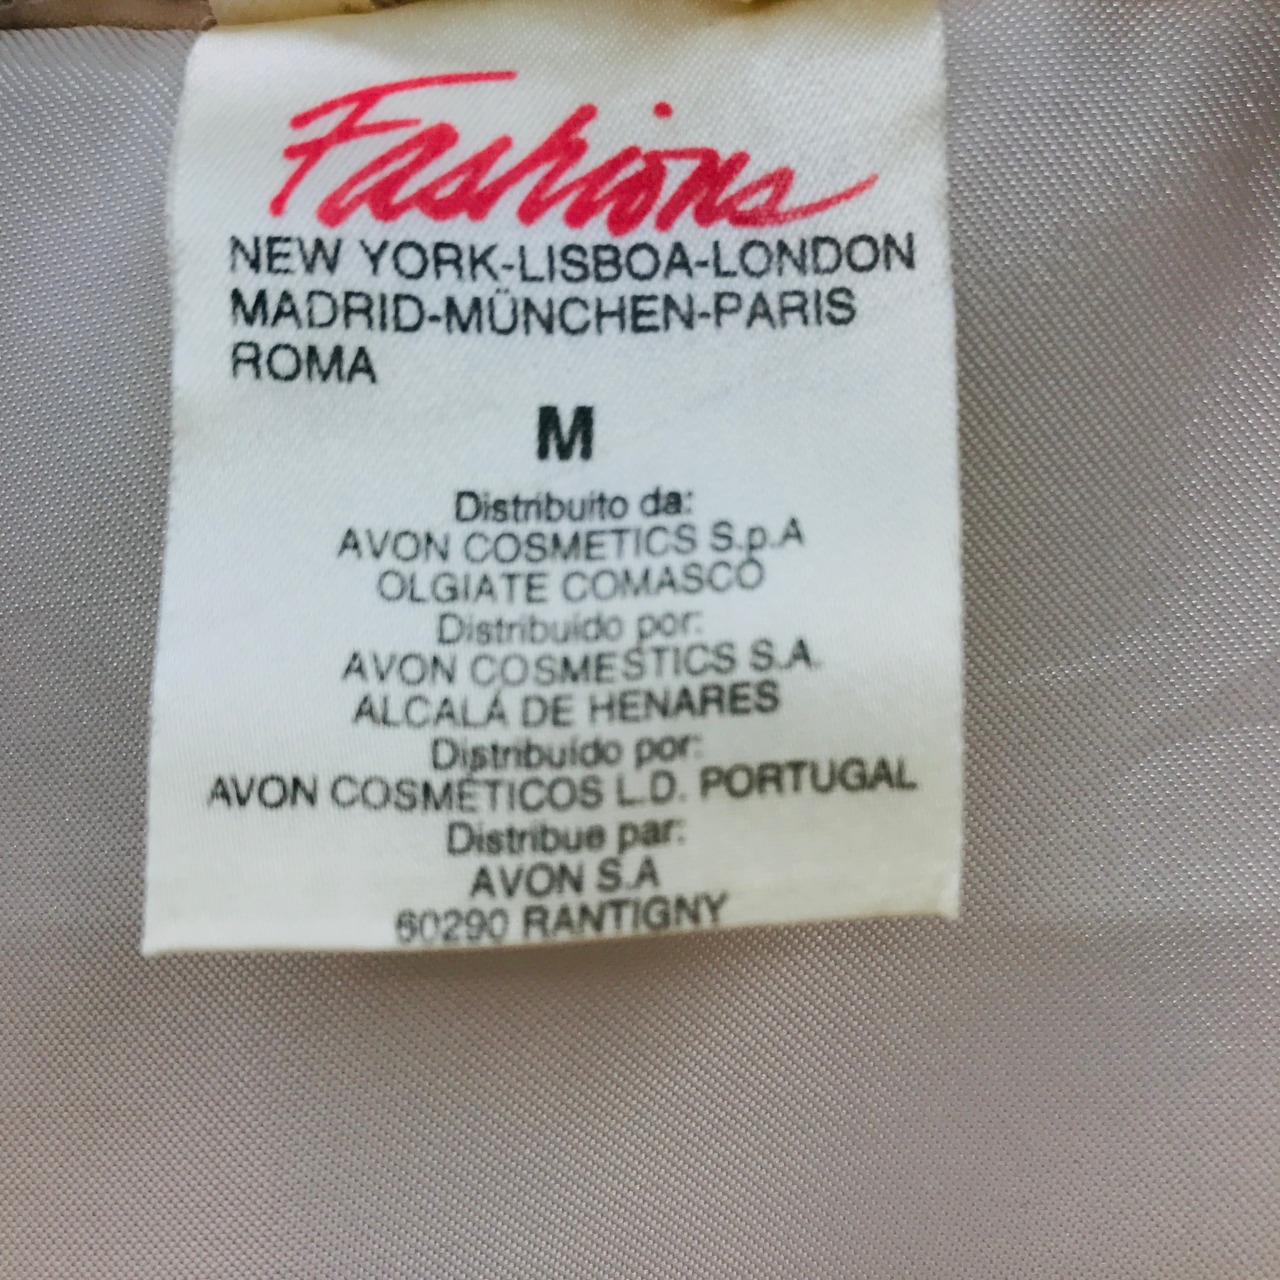 Fashions
NEW YORK-LISBOA-LONDON
MADRID-MÜNCHEN-PARIS
ROMA
M
Distribuito da:
AVON COSMETICS S.p.A
OLGIATE COMASCO
Distribuido por:
AVON COSMESTICS S.A.
ALCALÁ DE HENARES
Distribuído por:
AVON COSMÉTICOS L.D. PORTUGAL
Distribue par:
AVON S.A
60290 RANTIGNY